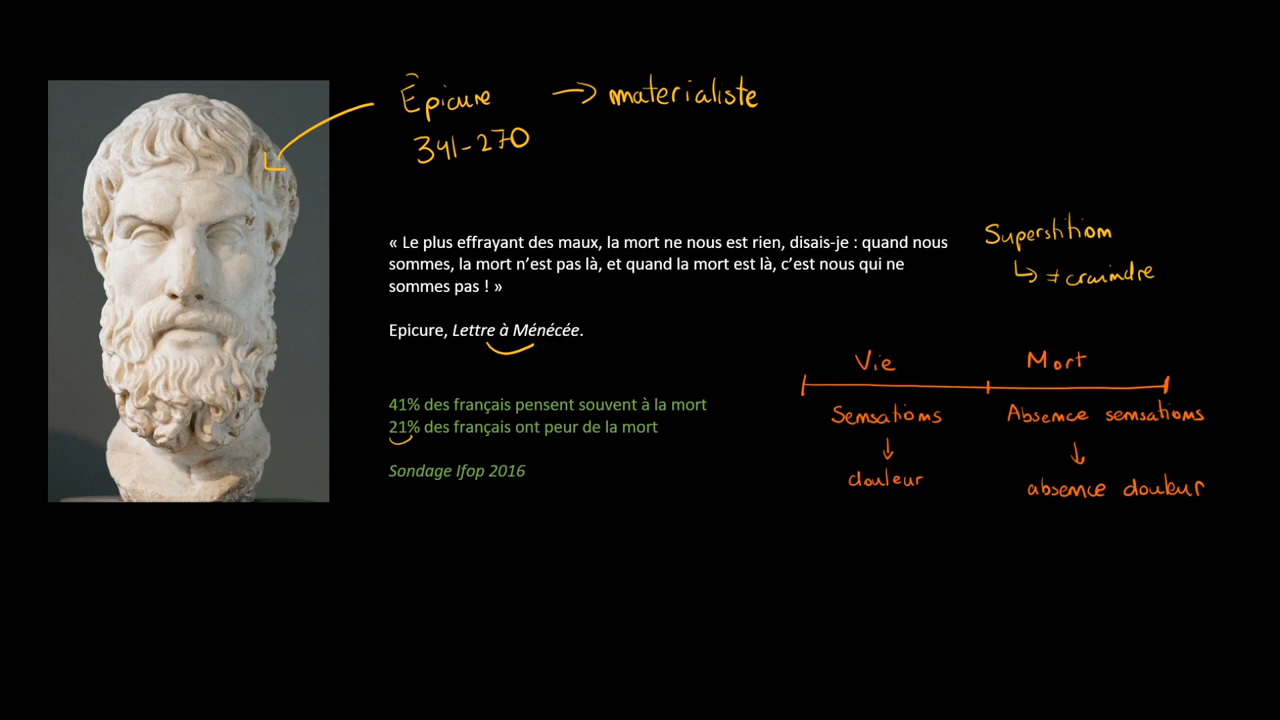 Épicure → materialiste
341-270
« Le plus effrayant des maux, la mort ne nous est rien, disais-je : quand nous
sommes, la mort n'est pas là, et quand la mort est là, c'est nous qui ne
sommes pas ! »
Epicure, Lettre à Ménécée.
41% des français pensent souvent à la mort
21% des français ont peur de la mort
Sondage Ifop 2016
Superstition
↳ ≠ craindre
Vie Mort
Sensations Absence sensations
↓ ↓
douleur absence douleur